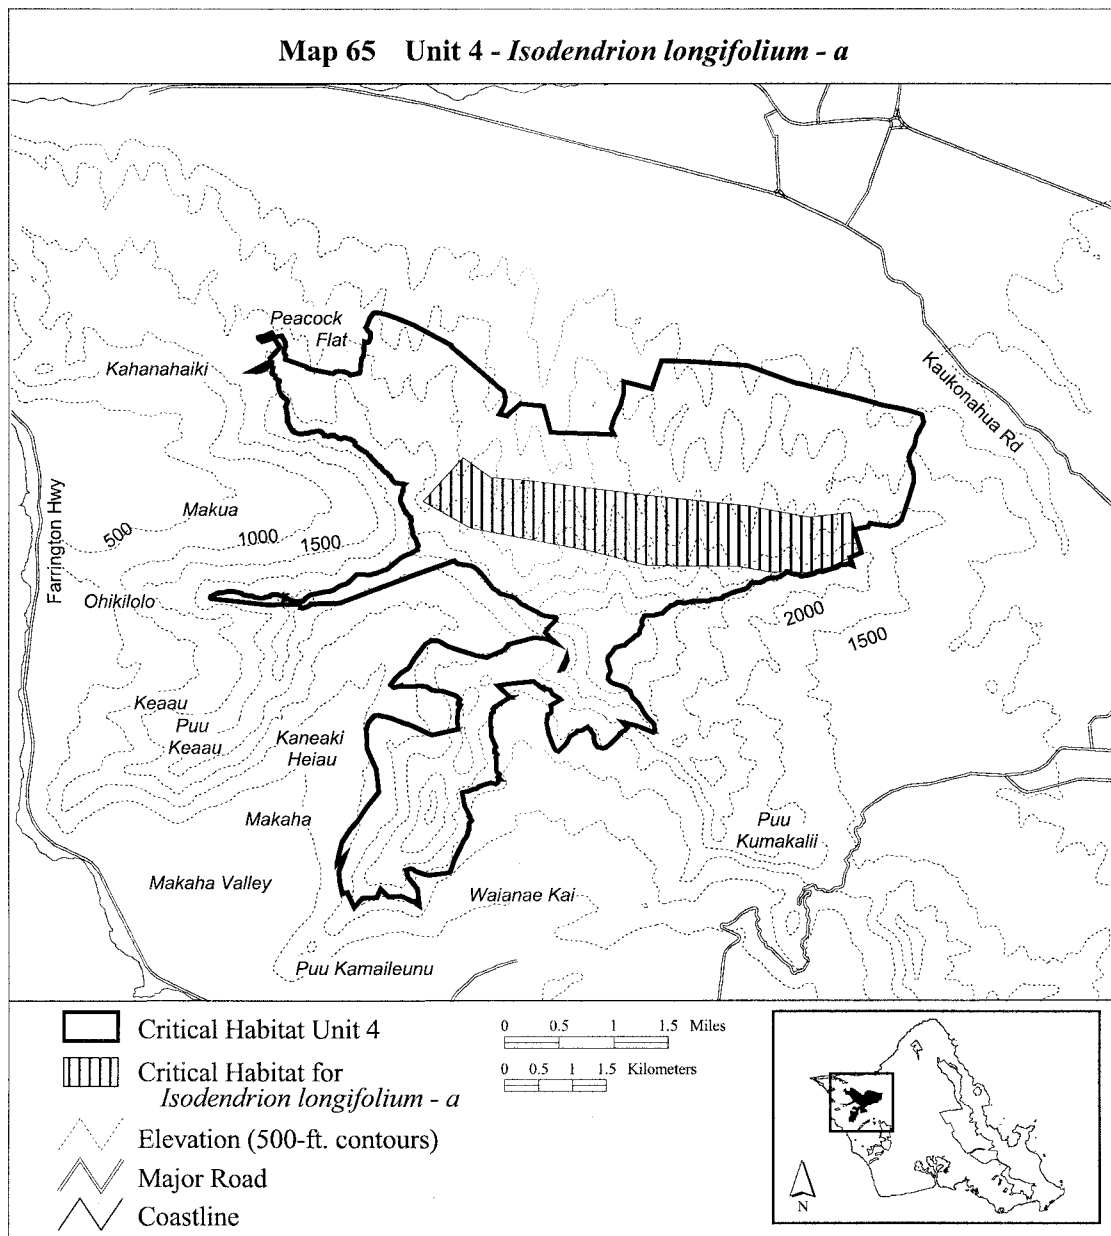 Map 65 Unit 4 - Isodendrion longifolium - a
Peacock
Flat
Kahanahaiki
Kaukonahua Rd
Farrington Hwy
Makua
500
1000
1500
Ohikilolo
2000
1500
Keaau
Puu
Keaau
Kaneaki
Heiau
Makaha
Puu
Kumakalii
Makaha Valley
Waianae Kai
Puu Kamaileunu
Critical Habitat Unit 4
Critical Habitat for
Isodendrion longifolium - a
Elevation (500-ft. contours)
Major Road
Coastline
0 0.5 1 1.5 Miles
0 0.5 1 1.5 Kilometers
N